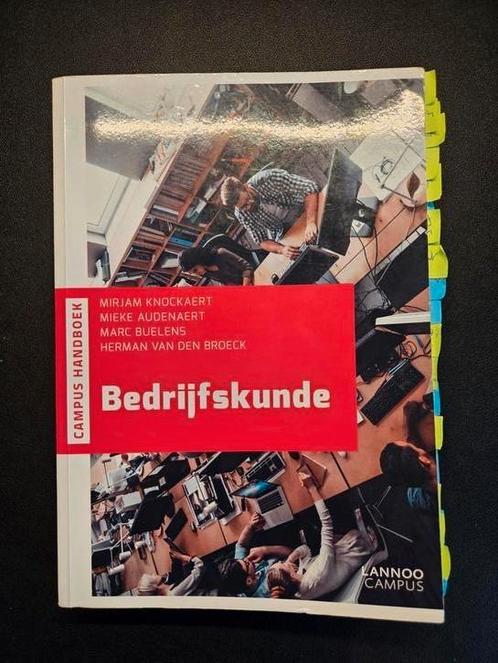 CAMPUS HANDBOEK
MIRJAM KNOCKAERT
MIEKE AUDENAERT
MARC BUELENS
HERMAN VAN DEN BROECK
Bedrijfskunde
LANNOO
CAMPUS